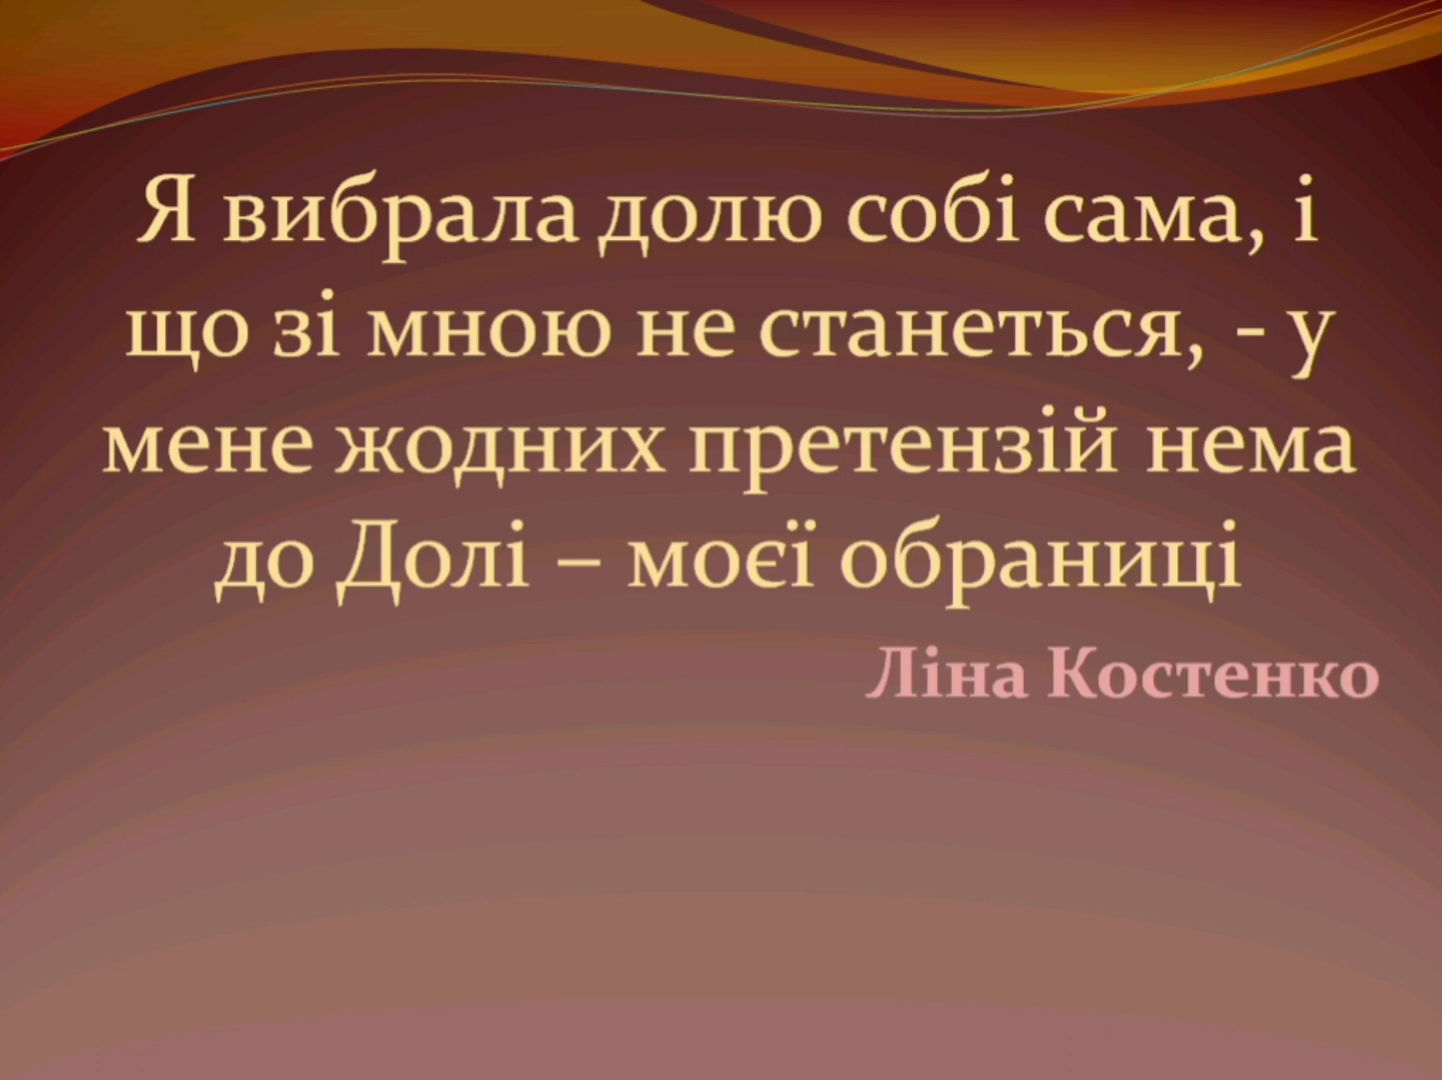 Я вибрала долю собі сама, і
що зі мною не станеться, - у
мене жодних претензій нема
до Долі – моєї обраниці
Ліна Костенко